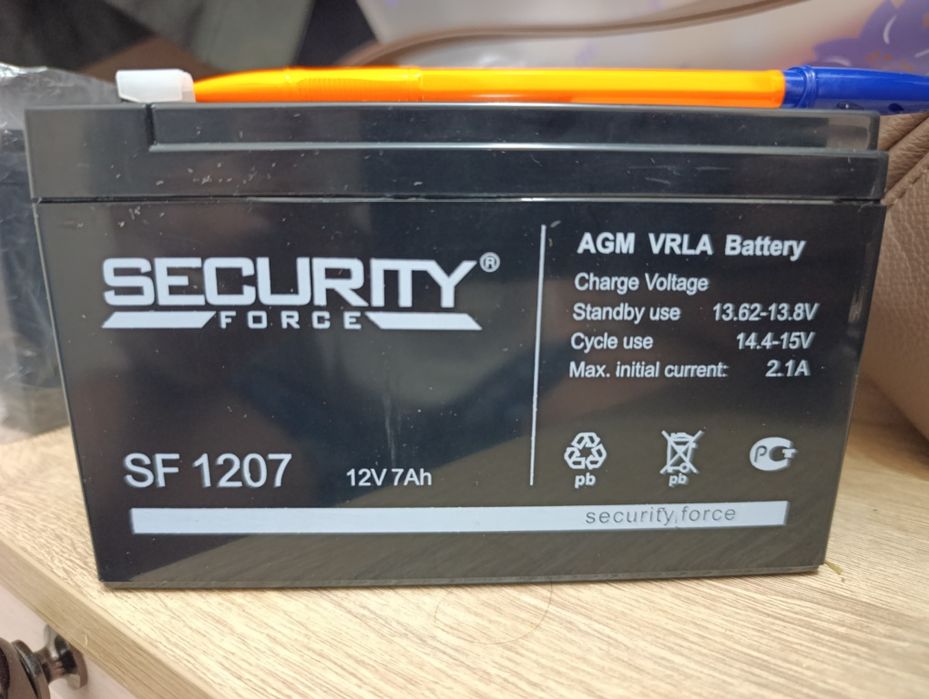 SECURITY®
FORCE
SF 1207
12V 7Ah
AGM VRLA Battery
Charge Voltage
Standby use 13.62-13.8V
Cycle use 14.4-15V
Max. initial current: 2.1A
pb
pb
security force